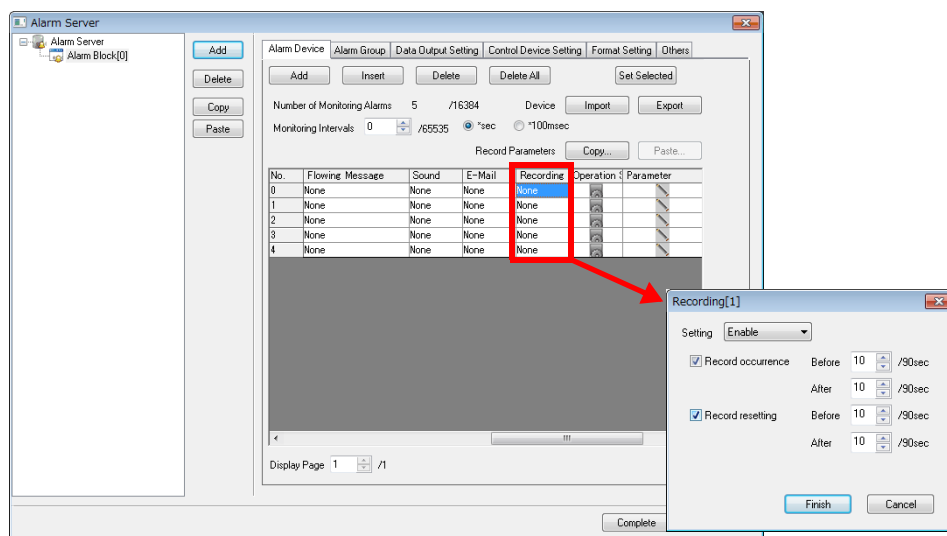 Alarm Server
Alarm Server
Alarm Block[0]
Add
Delete
Copy
Paste
Alarm Device Alarm Group Data Output Setting Control Device Setting Format Setting Others
Add Insert Delete Delete All Set Selected
Number of Monitoring Alarms 5 /16384 Device Import Export
Monitoring Intervals 0 /65535 *sec *100msec
Record Parameters Copy... Paste...
No. Flowing Message Sound E-Mail Recording Operation S Parameter
0 None None None None
1 None None None None
2 None None None None
3 None None None None
4 None None None None
Display Page 1 /1
Complete
Recording[1]
Setting Enable
Record occurrence Before 10 /90sec
After 10 /90sec
Record resetting Before 10 /90sec
After 10 /90sec
Finish Cancel